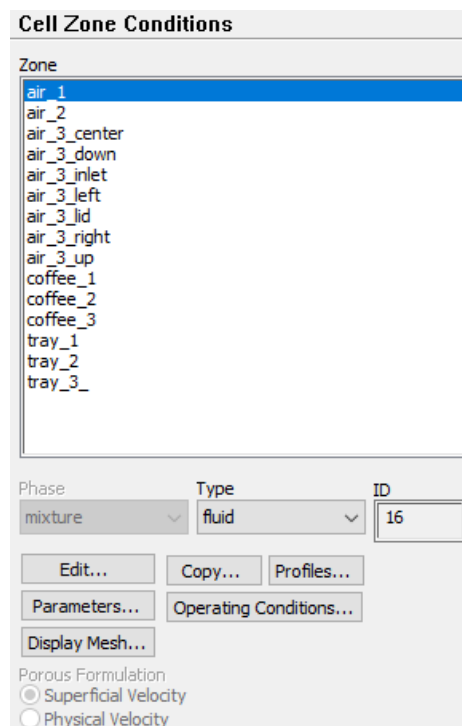 Cell Zone Conditions
Zone
air_1
air_2
air_3_center
air_3_down
air_3_inlet
air_3_left
air_3_lid
air_3_right
air_3_up
coffee_1
coffee_2
coffee_3
tray_1
tray_2
tray_3_
Phase Type ID
mixture fluid 16
Edit... Copy... Profiles...
Parameters... Operating Conditions...
Display Mesh...
Porous Formulation
Superficial Velocity
Physical Velocity